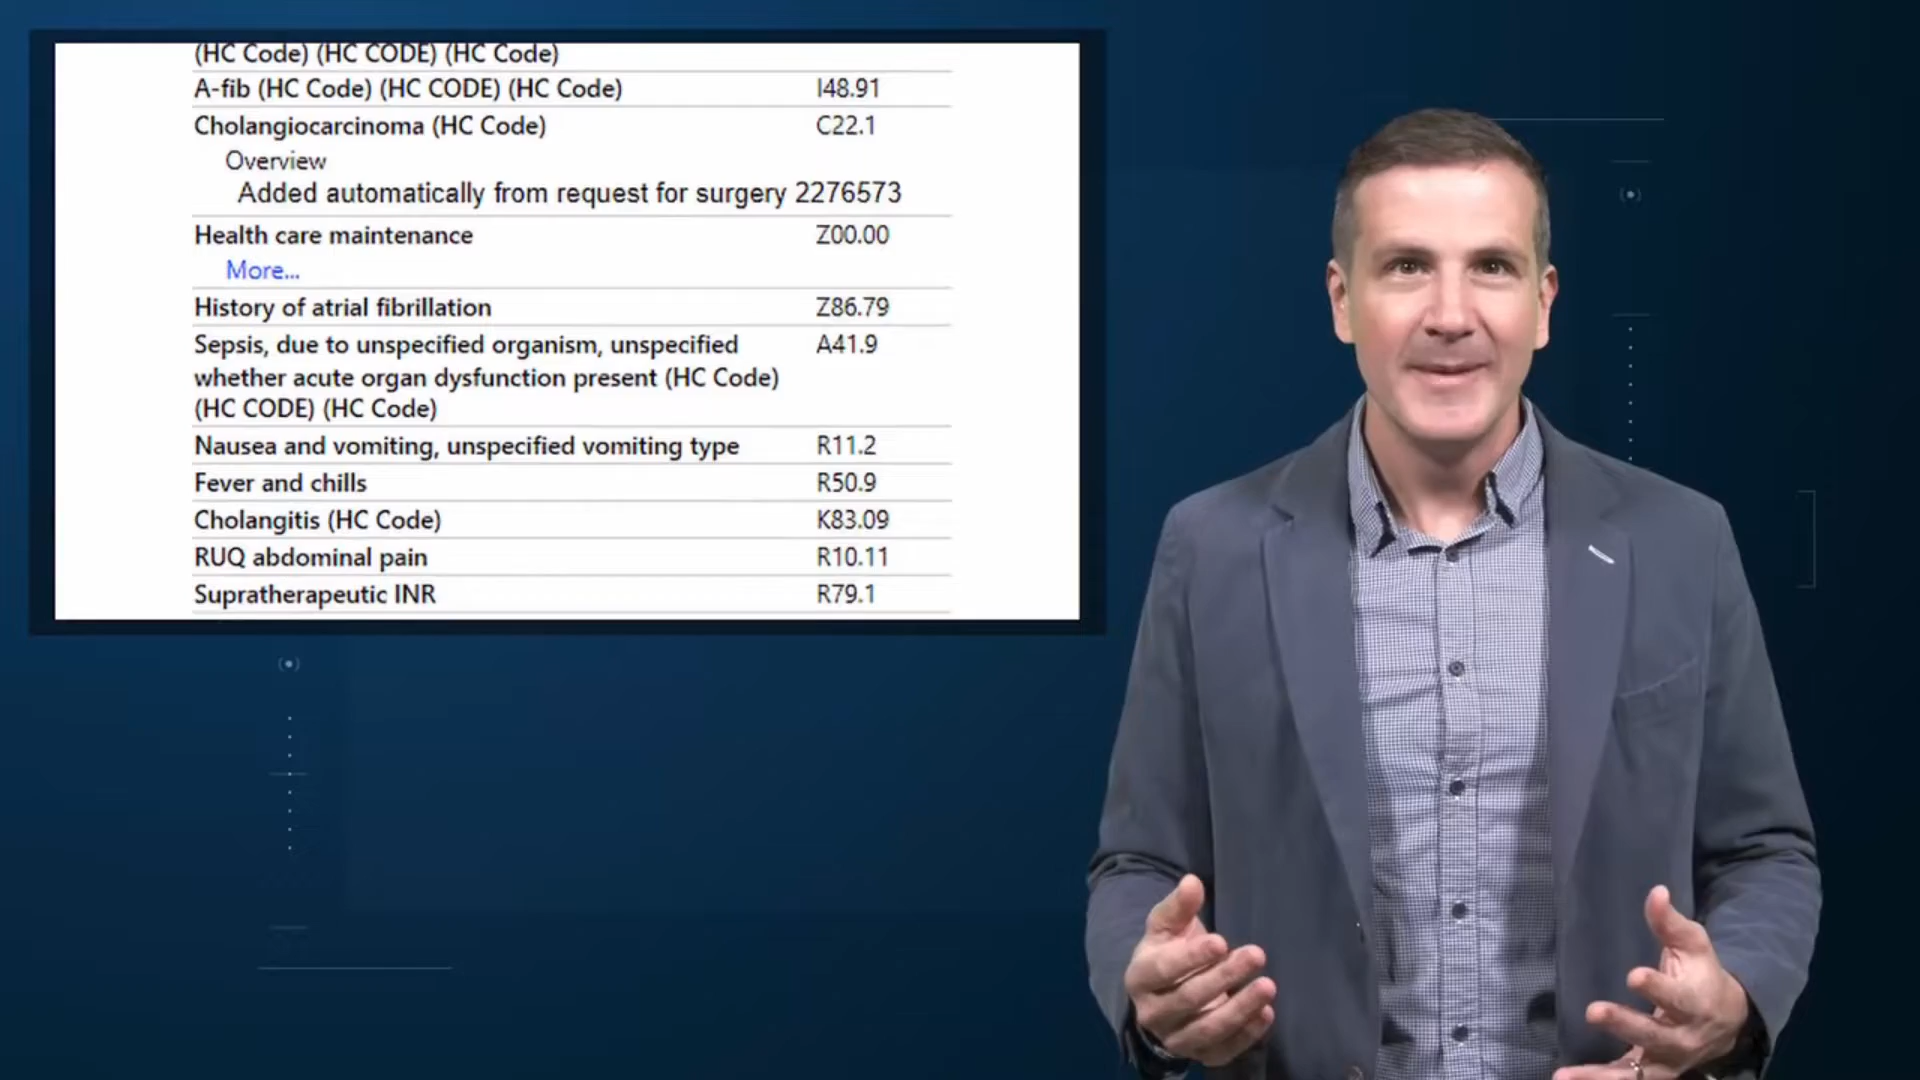 (HC Code) (HC CODE) (HC Code)
A-fib (HC Code) (HC CODE) (HC Code) I48.91
Cholangiocarcinoma (HC Code) C22.1
Overview
Added automatically from request for surgery 2276573
Health care maintenance Z00.00
More...
History of atrial fibrillation Z86.79
Sepsis, due to unspecified organism, unspecified A41.9
whether acute organ dysfunction present (HC Code)
(HC CODE) (HC Code)
Nausea and vomiting, unspecified vomiting type R11.2
Fever and chills R50.9
Cholangitis (HC Code) K83.09
RUQ abdominal pain R10.11
Supratherapeutic INR R79.1